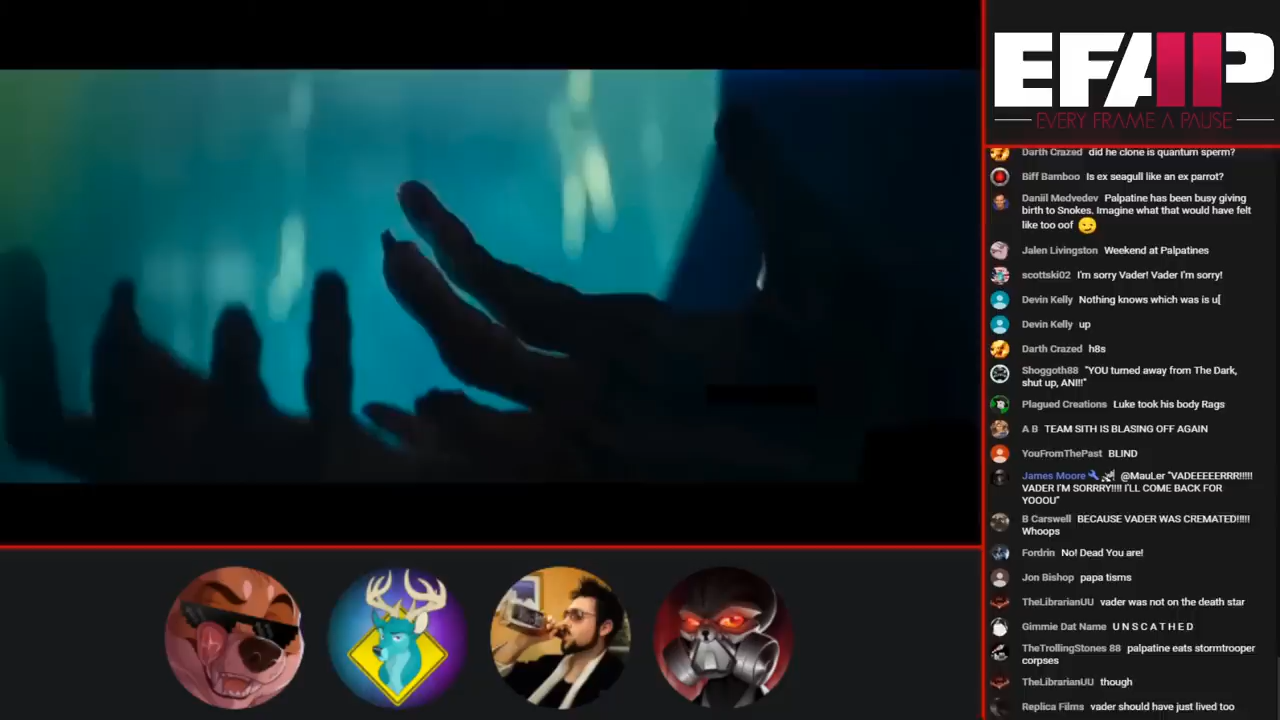 EFAP
EVERY FRAME A PAUSE
Darth Crazed did he clone is quantum sperm?
Biff Bamboo Is ex seagull like an ex parrot?
Daniil Medvedev Palpatine has been busy giving
birth to Snokes. Imagine what that would have felt
like too oof 😏
Jalen Livingston Weekend at Palpatines
scottski02 I'm sorry Vader! Vader I'm sorry!
Devin Kelly Nothing knows which was is u[
Devin Kelly up
Darth Crazed h8s
Shoggoth88 "YOU turned away from The Dark,
shut up, ANI!!"
Plagued Creations Luke took his body Rags
A B TEAM SITH IS BLASING OFF AGAIN
YouFromThePast BLIND
James Moore @MauLer "VADEEEEERRR!!!!!
VADER I'M SORRRY!!!! I'LL COME BACK FOR
YOOOU"
B Carswell BECAUSE VADER WAS CREMATED!!!!!
Whoops
Fordrin No! Dead You are!
Jon Bishop papa tisms
TheLibrarianUU vader was not on the death star
Gimmie Dat Name U N S C A T H E D
TheTrollingStones 88 palpatine eats stormtrooper
corpses
TheLibrarianUU though
Replica Films vader should have just lived too